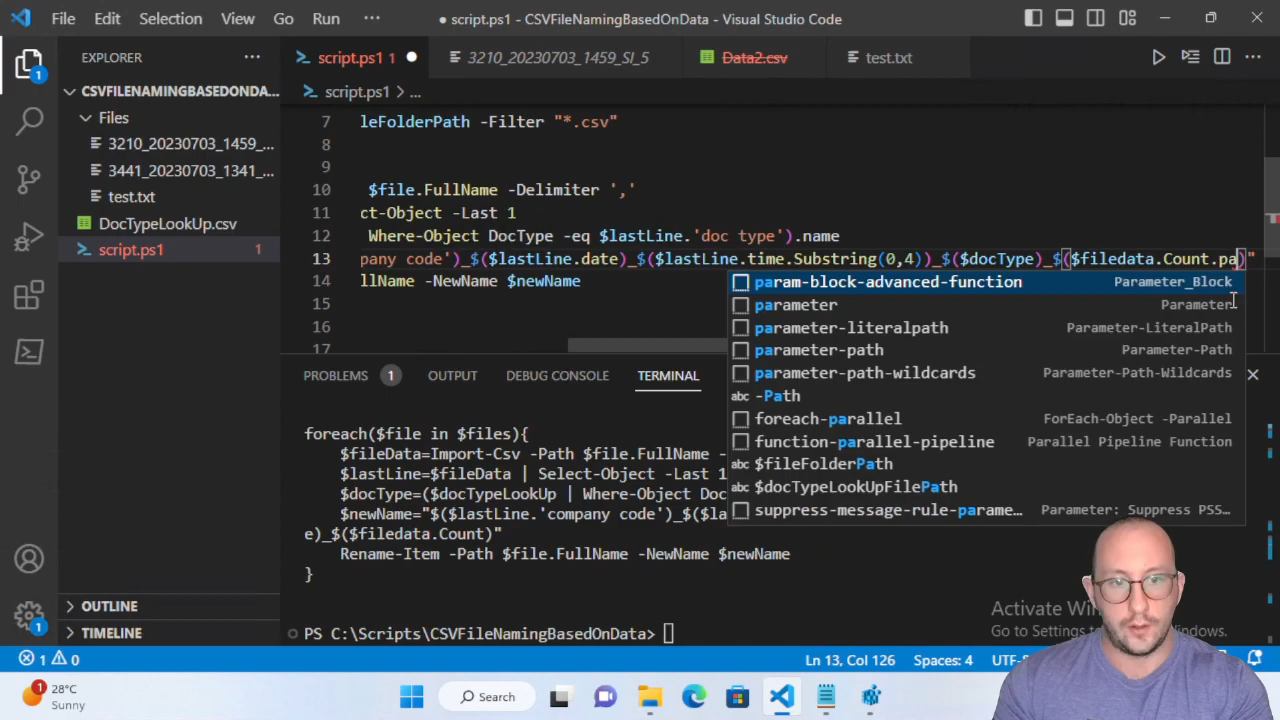 File Edit Selection View Go Run ··· ● script.ps1 - CSVFileNamingBasedOnData - Visual Studio Code
EXPLORER ··· script.ps1 1 ● 3210_20230703_1459_SI_5 Data2.csv test.txt
CSVFILENAMINGBASEDONDATA...
Files
3210_20230703_1459_...
3441_20230703_1341_...
test.txt
DocTypeLookUp.csv
script.ps1 1
OUTLINE
TIMELINE
1
1
script.ps1 > ...
7 leFolderPath -Filter "*.csv"
8
9
10 $file.FullName -Delimiter ','
11 ct-Object -Last 1
12 Where-Object DocType -eq $lastLine.'doc type').name
13 pany code')_$($lastLine.date)_$($lastLine.time.Substring(0,4))_$($docType)_$($filedata.Count.pa)"
14 llName -NewName $newName
15
16
17
param-block-advanced-function Parameter_Block
parameter Parameter
parameter-literalpath Parameter-LiteralPath
parameter-path Parameter-Path
parameter-path-wildcards Parameter-Path-Wildcards
-Path
foreach-parallel ForEach-Object -Parallel
function-parallel-pipeline Parallel Pipeline Function
$fileFolderPath
$docTypeLookUpFilePath
suppress-message-rule-parame... Parameter: Suppress PSS...
PROBLEMS 1 OUTPUT DEBUG CONSOLE TERMINAL
foreach($file in $files){
$fileData=Import-Csv -Path $file.FullName -
$lastLine=$fileData | Select-Object -Last 1
$docType=($docTypeLookUp | Where-Object Doc
$newName="$($lastLine.'company code')_$($la
e)_$($filedata.Count)"
Rename-Item -Path $file.FullName -NewName $newName
}
PS C:\Scripts\CSVFileNamingBasedOnData>
Activate Wi
Go to Settings to Windows.
1 0 Ln 13, Col 126 Spaces: 4 UTF-
1 28°C
Sunny
Search